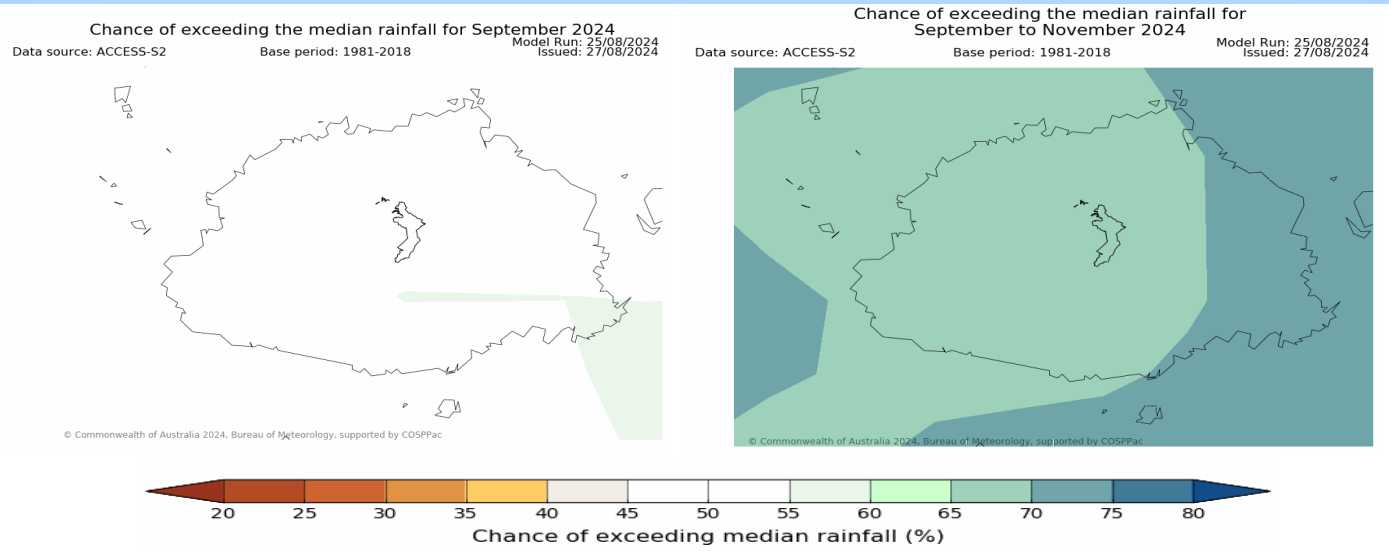 Chance of exceeding the median rainfall for September 2024
Model Run: 25/08/2024
Data source: ACCESS-S2 Base period: 1981-2018 Issued: 27/08/2024
© Commonwealth of Australia 2024, Bureau of Meteorology, supported by COSPPac
Chance of exceeding the median rainfall for
September to November 2024
Model Run: 25/08/2024
Data source: ACCESS-S2 Base period: 1981-2018 Issued: 27/08/2024
© Commonwealth of Australia 2024, Bureau of Meteorology, supported by COSPPac
20 25 30 35 40 45 50 55 60 65 70 75 80
Chance of exceeding median rainfall (%)